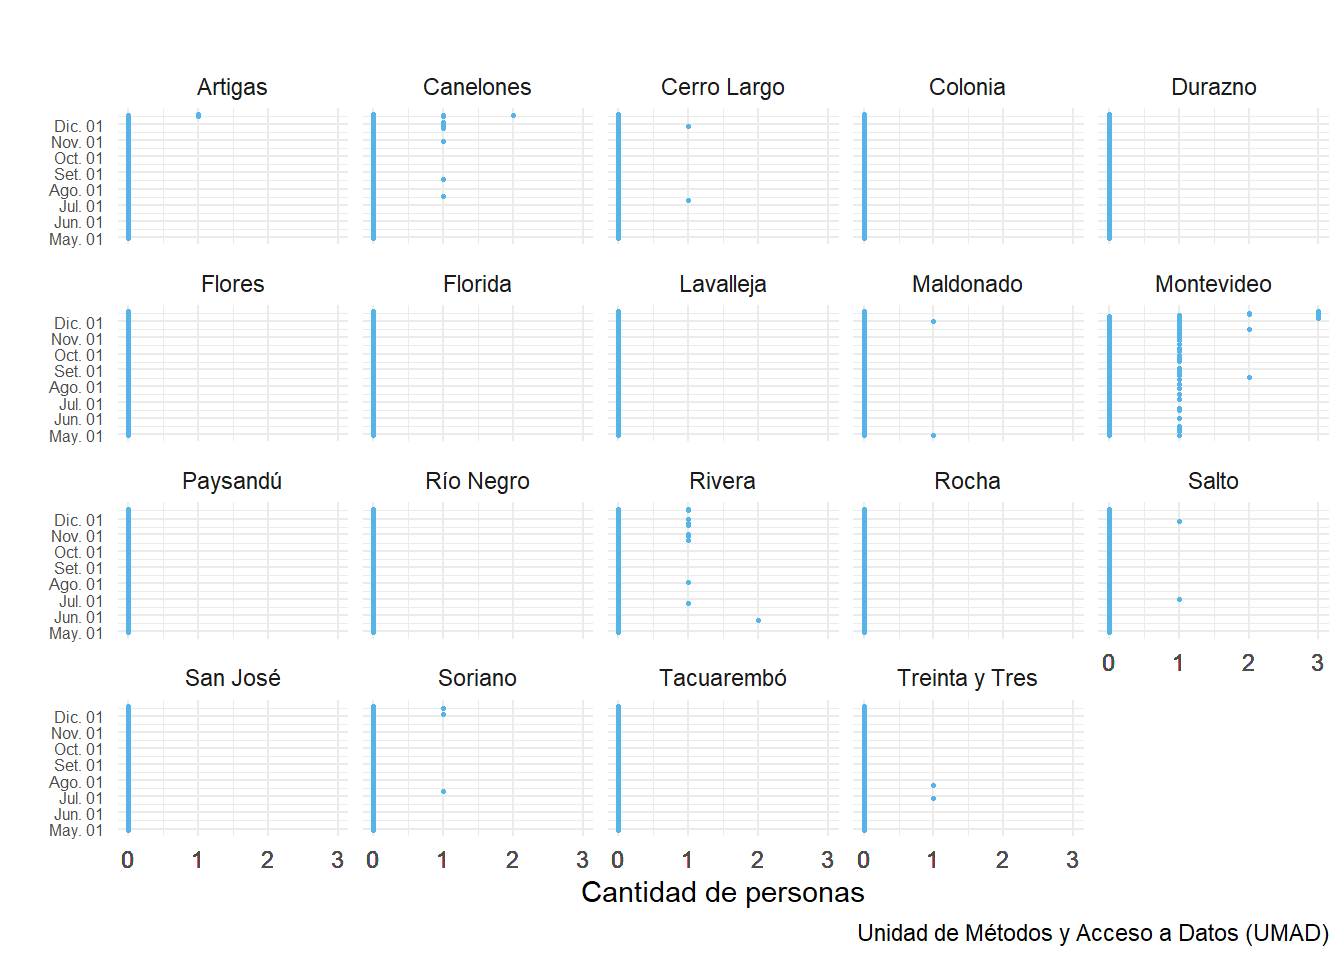 Artigas Canelones Cerro Largo Colonia Durazno
Dic. 01
Nov. 01
Oct. 01
Set. 01
Ago. 01
Jul. 01
Jun. 01
May. 01
Flores Florida Lavalleja Maldonado Montevideo
Dic. 01
Nov. 01
Oct. 01
Set. 01
Ago. 01
Jul. 01
Jun. 01
May. 01
Paysandú Río Negro Rivera Rocha Salto
Dic. 01
Nov. 01
Oct. 01
Set. 01
Ago. 01
Jul. 01
Jun. 01
May. 01
0 1 2 3
San José Soriano Tacuarembó Treinta y Tres
Dic. 01
Nov. 01
Oct. 01
Set. 01
Ago. 01
Jul. 01
Jun. 01
May. 01
0 1 2 3 0 1 2 3 0 1 2 3 0 1 2 3
Cantidad de personas
Unidad de Métodos y Acceso a Datos (UMAD)